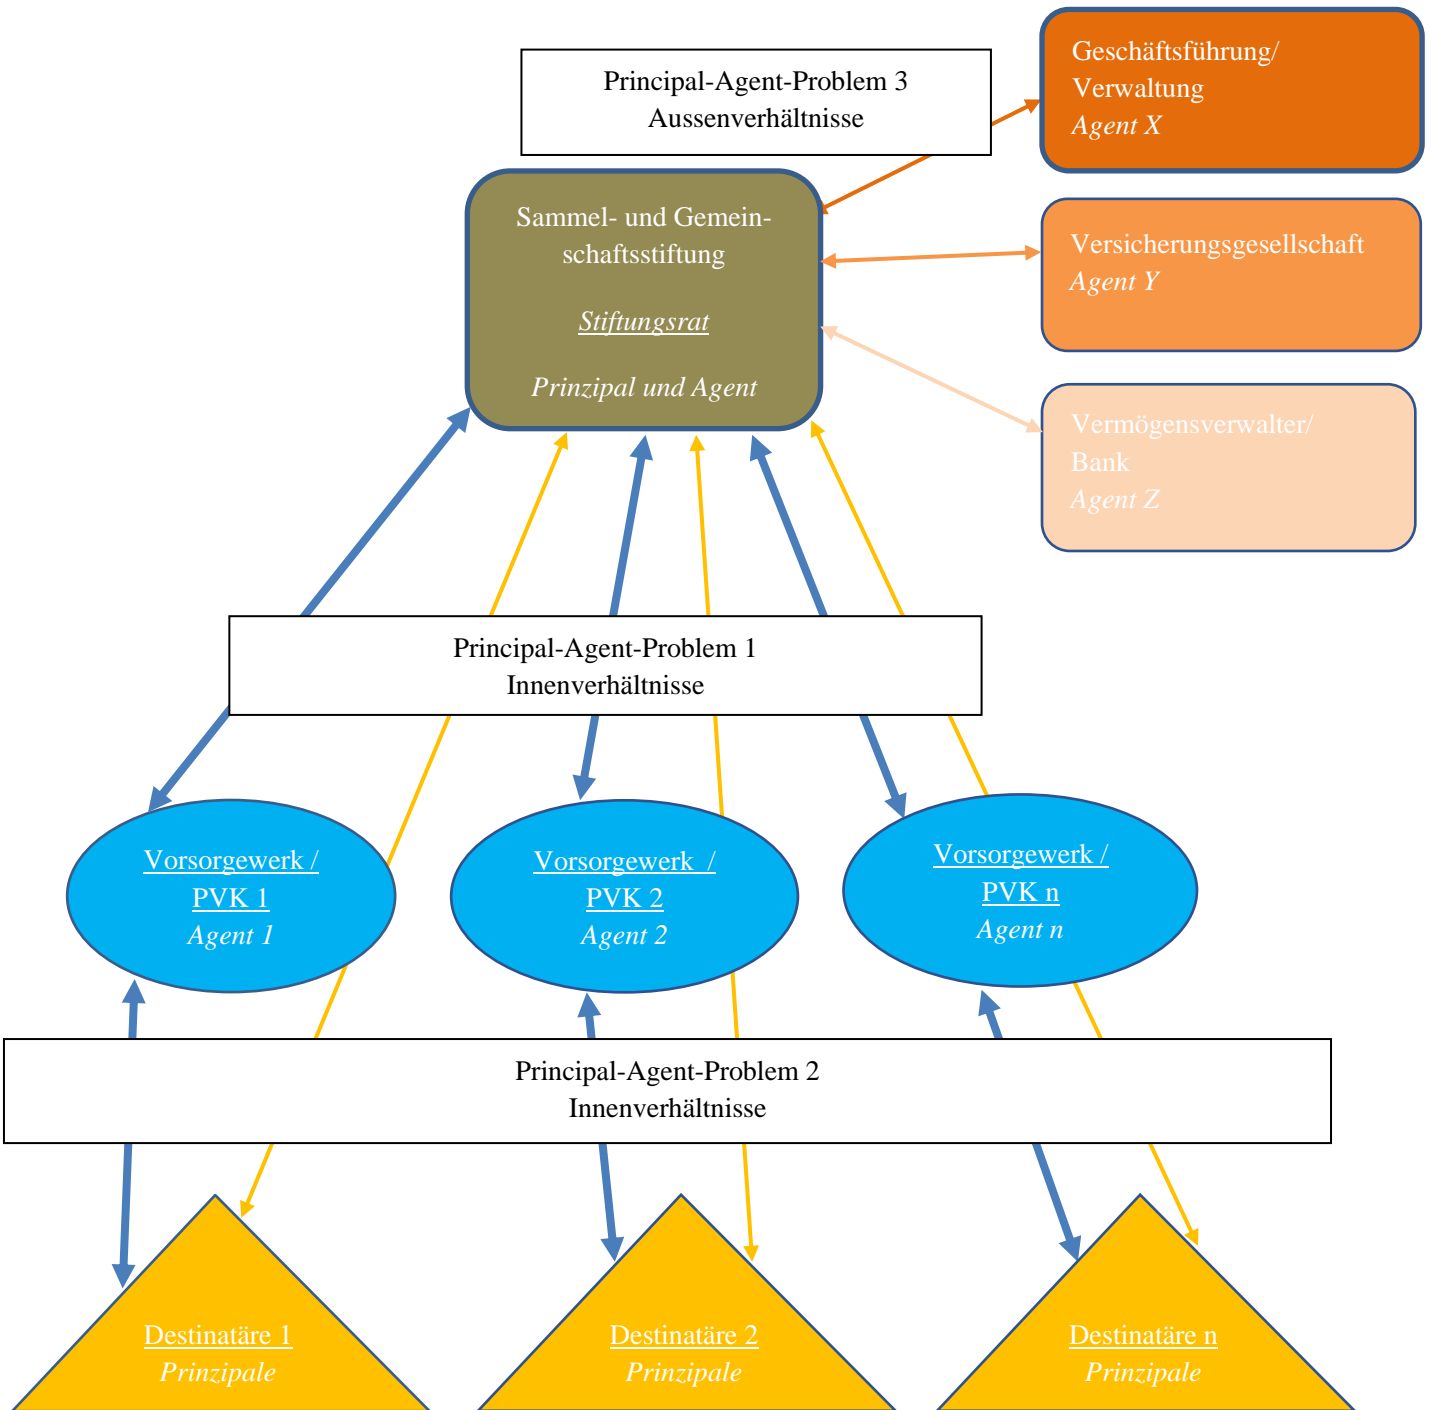 Principal-Agent-Problem 3
Aussenverhältnisse
Geschäftsführung/
Verwaltung
Agent X
Sammel- und Gemein-
schaftsstiftung
Stiftungsrat
Prinzipal und Agent
Versicherungsgesellschaft
Agent Y
Vermögensverwalter/
Bank
Agent Z
Principal-Agent-Problem 1
Innenverhältnisse
Vorsorgewerk /
PVK 1
Agent 1
Vorsorgewerk /
PVK 2
Agent 2
Vorsorgewerk /
PVK n
Agent n
Principal-Agent-Problem 2
Innenverhältnisse
Destinatäre 1
Prinzipale
Destinatäre 2
Prinzipale
Destinatäre n
Prinzipale